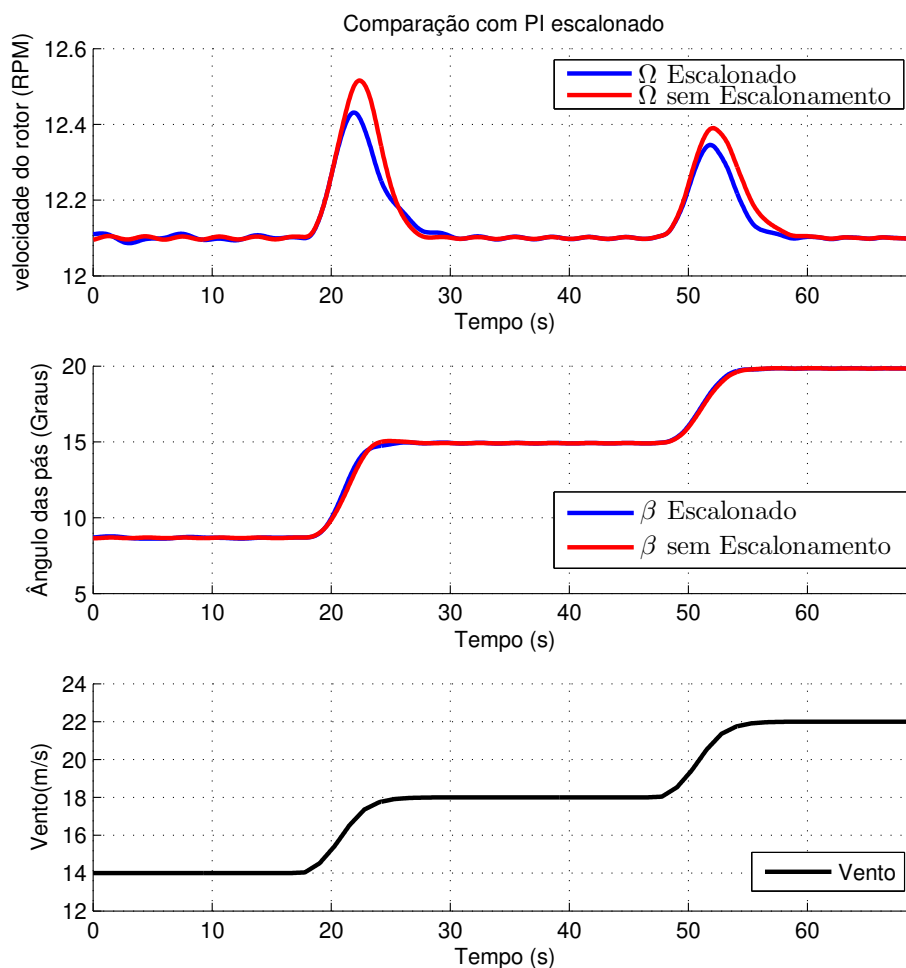 Comparação com PI escalonado
velocidade do rotor (RPM)
12.6
12.4
12.2
12
Ω Escalonado
Ω sem Escalonamento
0 10 20 30 40 50 60
Tempo (s)
Ângulo das pás (Graus)
20
15
10
5
β Escalonado
β sem Escalonamento
0 10 20 30 40 50 60
Tempo (s)
Vento(m/s)
24
22
20
18
16
14
12
Vento
0 10 20 30 40 50 60
Tempo (s)